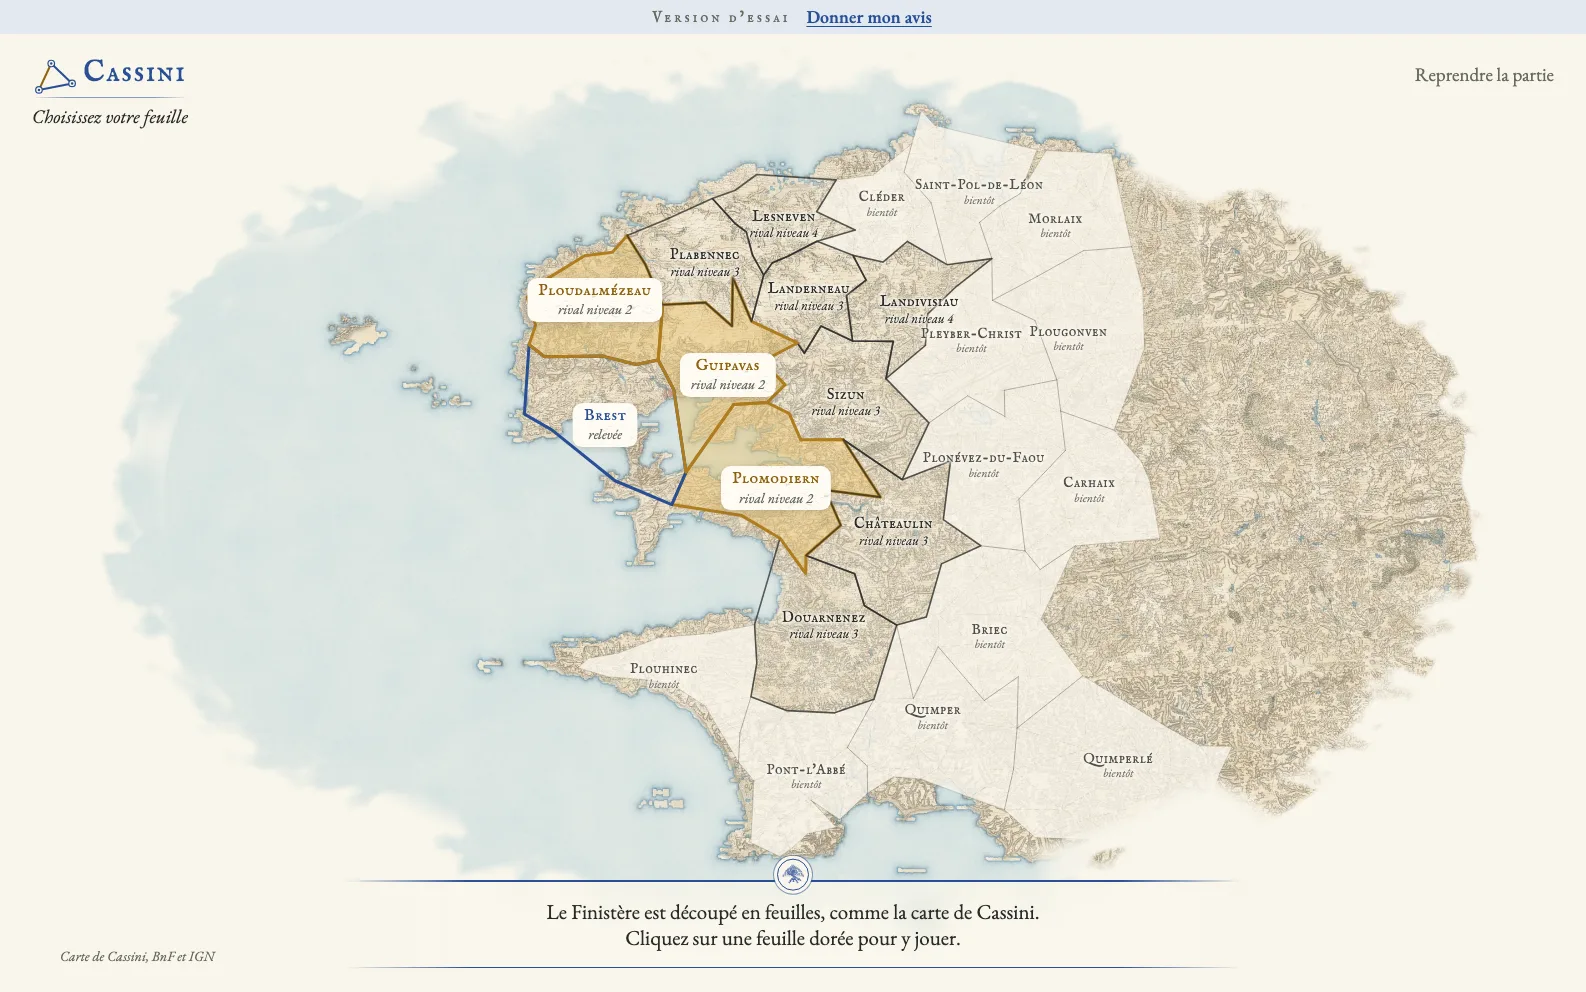 Version d'essai Donner mon avis
Cassini
Choisissez votre feuille
Reprendre la partie
Cléder
bientôt
Saint-Pol-de-Léon
bientôt
Morlaix
bientôt
Lesneven
rival niveau 4
Plabennec
rival niveau 3
Ploudalmézeau
rival niveau 2
Landerneau
rival niveau 3
Landivisiau
rival niveau 4
Pleyber-Christ
bientôt
Plougonven
bientôt
Guipavas
rival niveau 2
Sizun
rival niveau 3
Brest
relevée
Plonévez-du-Faou
bientôt
Carhaix
bientôt
Plomodiern
rival niveau 2
Châteaulin
rival niveau 3
Douarnenez
rival niveau 3
Briec
bientôt
Plouhinec
bientôt
Quimper
bientôt
Quimperlé
bientôt
Pont-l'Abbé
bientôt
Le Finistère est découpé en feuilles, comme la carte de Cassini.
Cliquez sur une feuille dorée pour y jouer.
Carte de Cassini, BnF et IGN